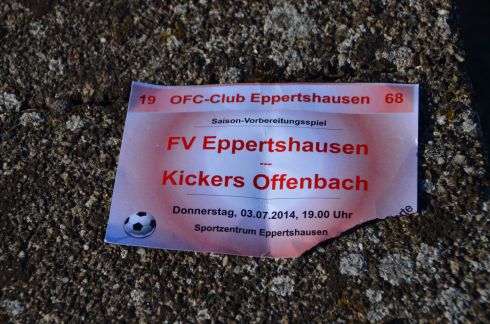 19 OFC-Club Eppertshausen 68
Saison-Vorbereitungsspiel
FV Eppertshausen
---
Kickers Offenbach
Donnerstag, 03.07.2014, 19.00 Uhr
Sportzentrum Eppertshausen